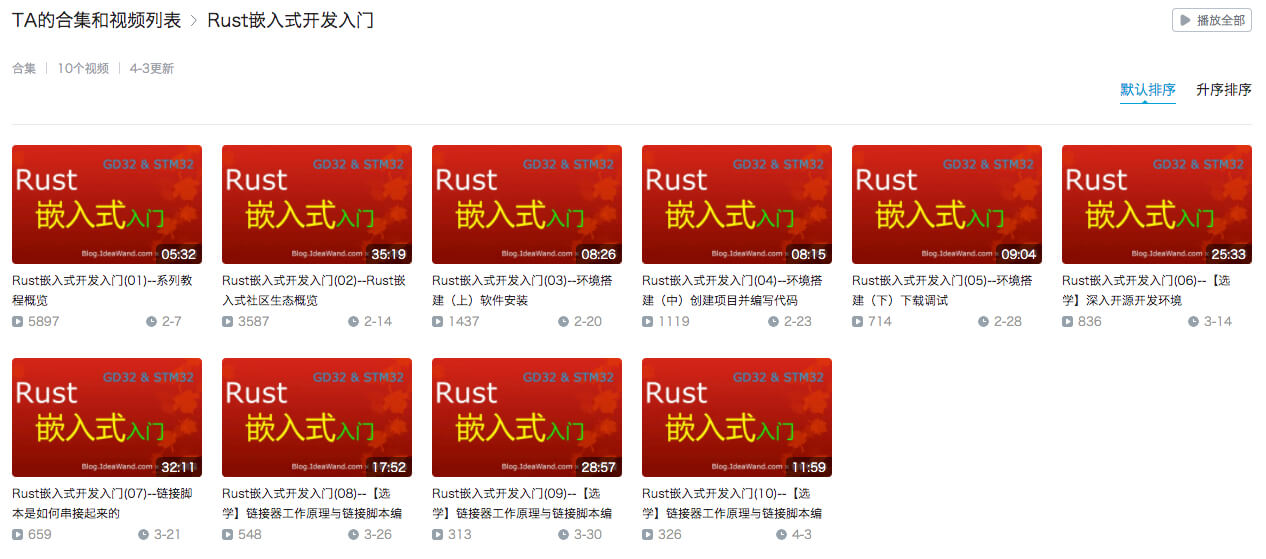 TA的合集和视频列表 > Rust嵌入式开发入门
播放全部
合集 | 10个视频 | 4-3更新
默认排序 升序排序
GD32 & STM32
Rust
嵌入式入门
Blog.IdeaWand.com
05:32
Rust嵌入式开发入门(01)--系列教
程概览
5897 2-7
GD32 & STM32
Rust
嵌入式入门
Blog.IdeaWand.com
35:19
Rust嵌入式开发入门(02)--Rust嵌
入式社区生态概览
3587 2-14
GD32 & STM32
Rust
嵌入式入门
Blog.IdeaWand.com
08:26
Rust嵌入式开发入门(03)--环境搭
建（上）软件安装
1437 2-20
GD32 & STM32
Rust
嵌入式入门
Blog.IdeaWand.com
08:15
Rust嵌入式开发入门(04)--环境搭
建（中）创建项目并编写代码
1119 2-23
GD32 & STM32
Rust
嵌入式入门
Blog.IdeaWand.com
09:04
Rust嵌入式开发入门(05)--环境搭
建（下）下载调试
714 2-28
GD32 & STM32
Rust
嵌入式入门
Blog.IdeaWand.com
25:33
Rust嵌入式开发入门(06)--【选
学】深入开源开发环境
836 3-14
GD32 & STM32
Rust
嵌入式入门
Blog.IdeaWand.com
32:11
Rust嵌入式开发入门(07)--链接脚
本是如何串接起来的
659 3-21
GD32 & STM32
Rust
嵌入式入门
Blog.IdeaWand.com
17:52
Rust嵌入式开发入门(08)--【选
学】链接器工作原理与链接脚本编
548 3-26
GD32 & STM32
Rust
嵌入式入门
Blog.IdeaWand.com
28:57
Rust嵌入式开发入门(09)--【选
学】链接器工作原理与链接脚本编
313 3-30
GD32 & STM32
Rust
嵌入式入门
Blog.IdeaWand.com
11:59
Rust嵌入式开发入门(10)--【选
学】链接器工作原理与链接脚本编
326 4-3